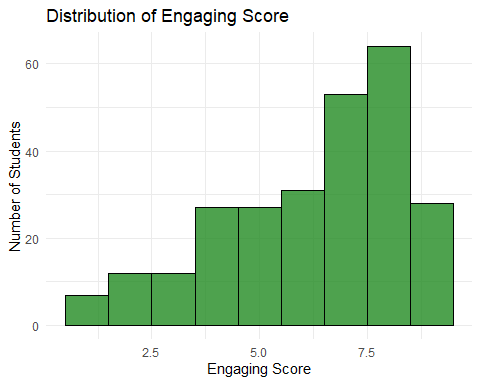 Distribution of Engaging Score
Number of Students
60
40
20
0
2.5 5.0 7.5
Engaging Score